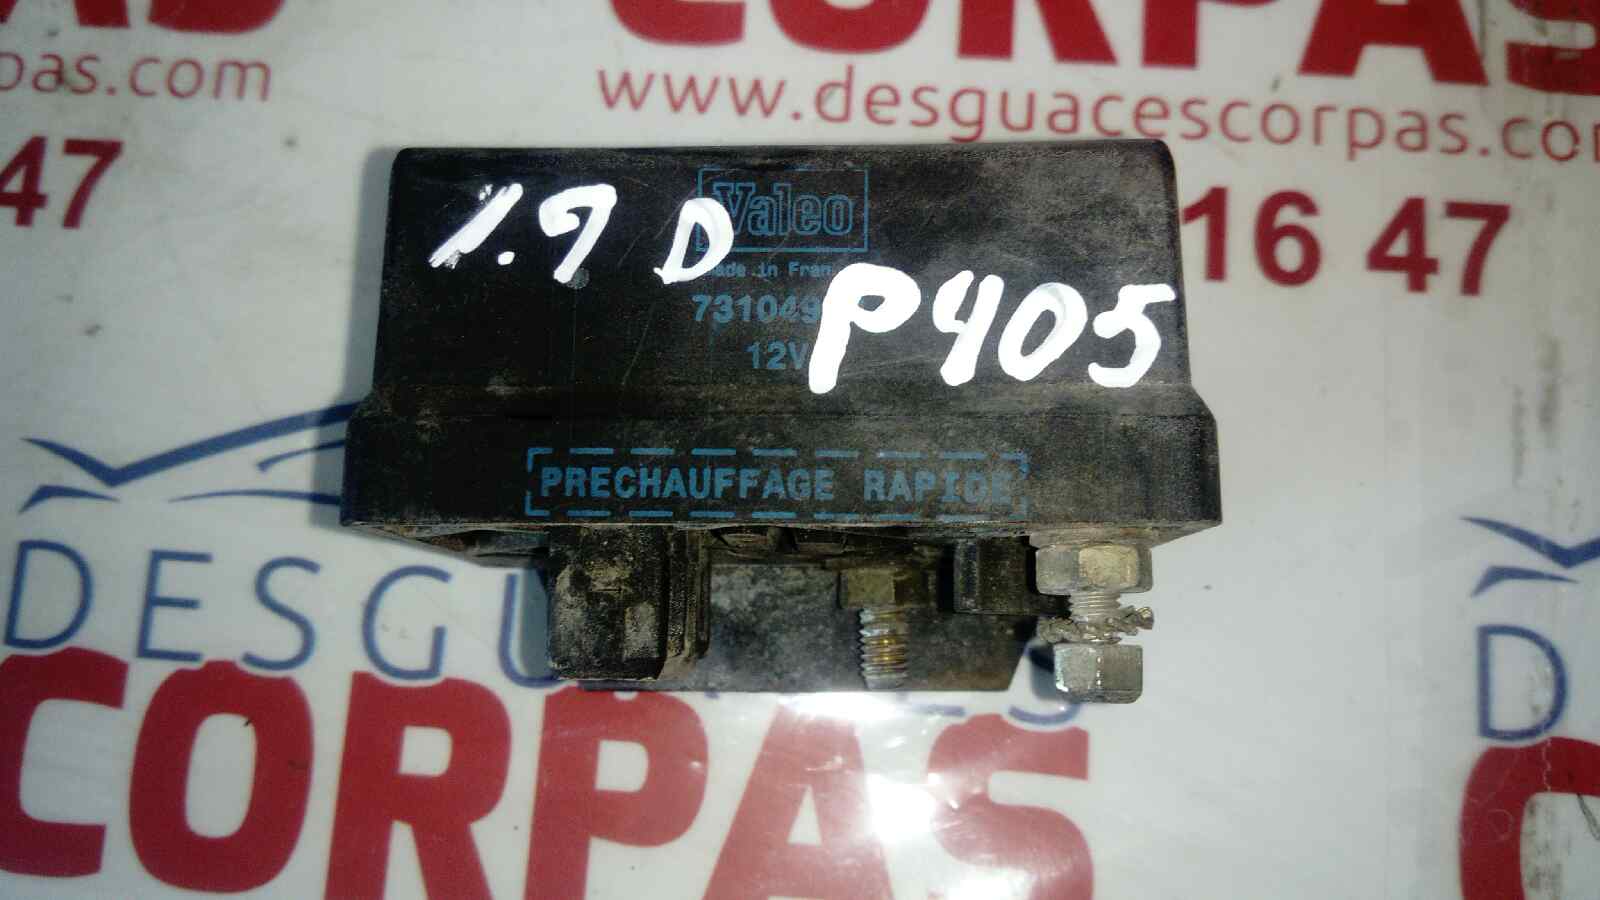 CORPAS
pas.com
www.desguacescorpas.co
47
16 47
1.9 D
Valeo
Made in Fran
731049
P405
12V
PRECHAUFFAGE RAPIDE
DESGU ES
CORPAS
D
C